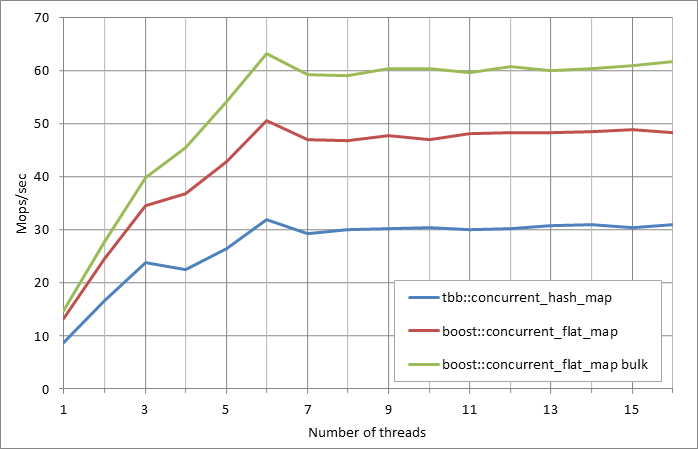 70
60
50
40
30
20
10
0
Mops/sec
tbb::concurrent_hash_map
boost::concurrent_flat_map
boost::concurrent_flat_map bulk
1 3 5 7 9 11 13 15
Number of threads